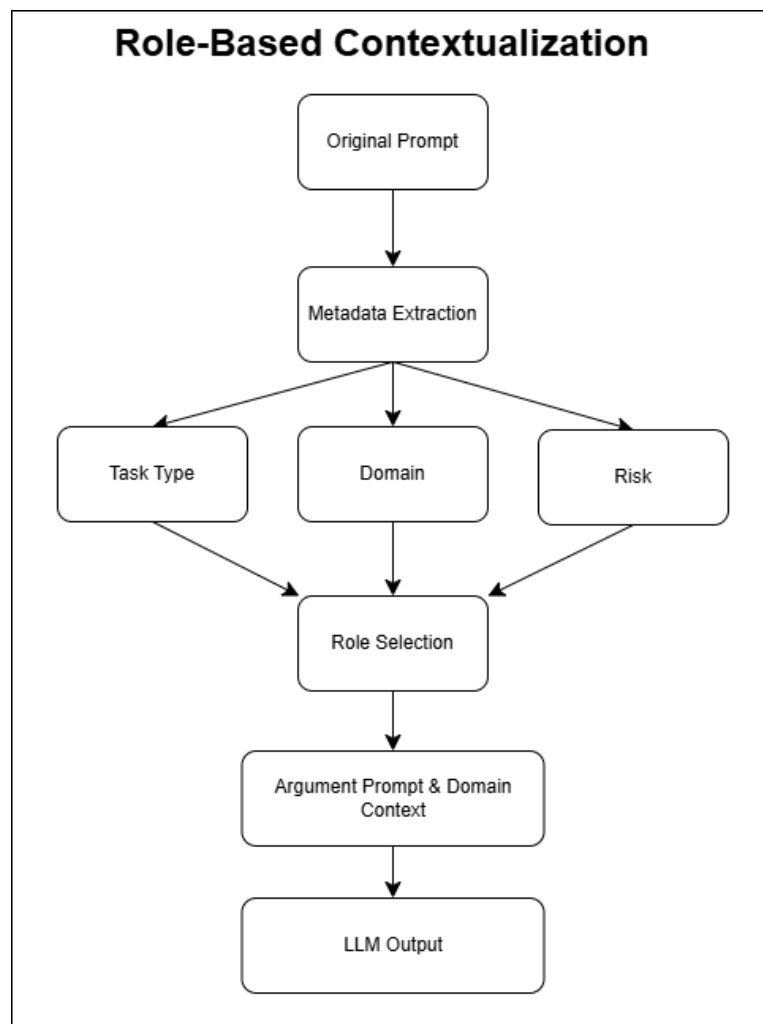 Role-Based Contextualization
Original Prompt
Metadata Extraction
Task Type
Domain
Risk
Role Selection
Argument Prompt & Domain
Context
LLM Output